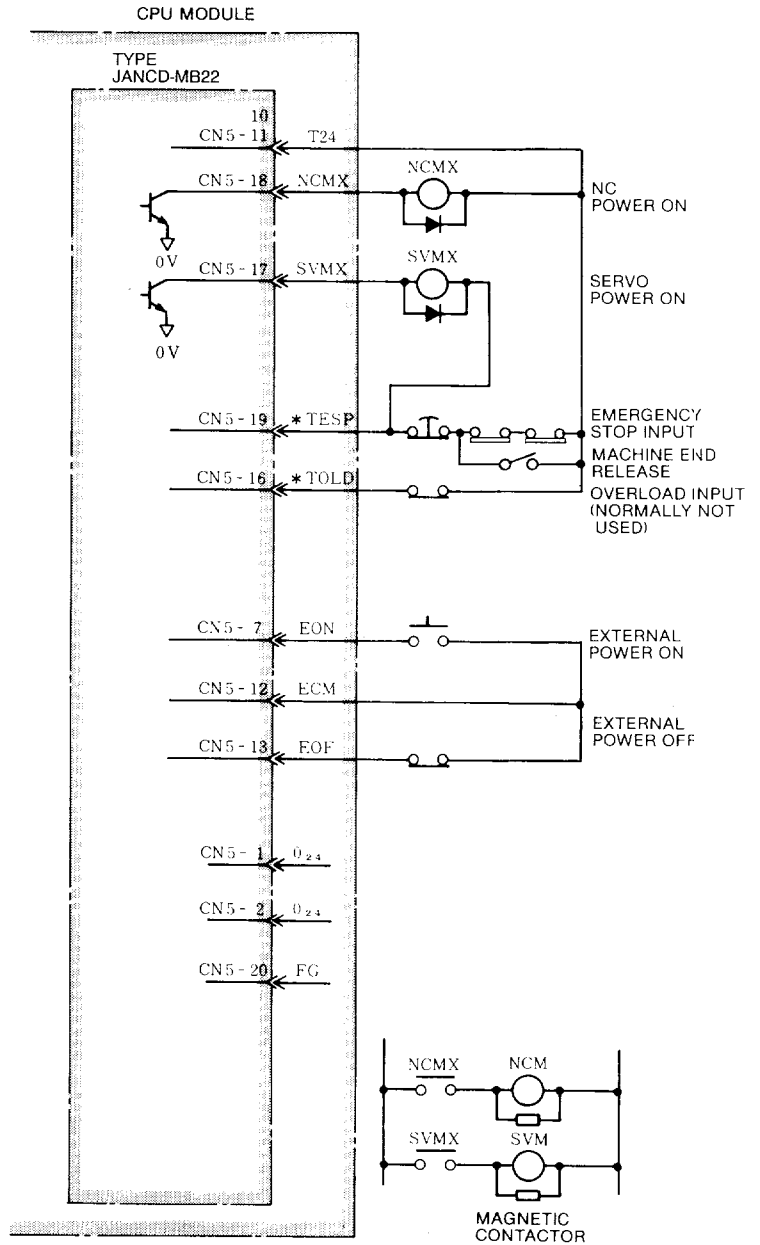 CPU MODULE
TYPE
JANCD-MB22
10
CN5-11 T24
CN5-18 NCMX NCMX
NC
POWER ON
0V
CN5-17 SVMX SVMX
SERVO
POWER ON
0V
CN5-19 *TESP
EMERGENCY
STOP INPUT
MACHINE END
RELEASE
CN5-16 *TOLD
OVERLOAD INPUT
(NORMALLY NOT
USED)
CN5-7 EON
EXTERNAL
POWER ON
CN5-12 ECM
EXTERNAL
POWER OFF
CN5-13 EOF
CN5-1 024
CN5-2 024
CN5-20 FG
NCMX NCM
SVMX SVM
MAGNETIC
CONTACTOR